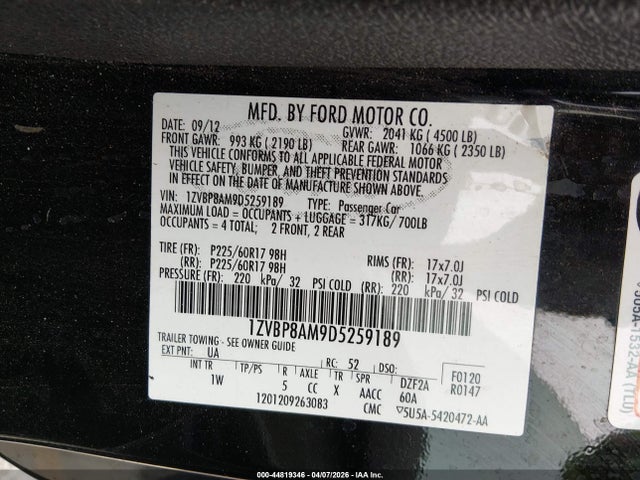 MFD. BY FORD MOTOR CO.
DATE: 09/12 GVWR: 2041 KG ( 4500 LB)
FRONT GAWR: 993 KG ( 2190 LB) REAR GAWR: 1066 KG ( 2350 LB)
THIS VEHICLE CONFORMS TO ALL APPLICABLE FEDERAL MOTOR
VEHICLE SAFETY, BUMPER, AND THEFT PREVENTION STANDARDS
IN EFFECT ON THE DATE OF MANUFACTURE SHOWN ABOVE.
VIN: 1ZVBP8AM9D5259189 TYPE: Passenger Car
MAXIMUM LOAD = OCCUPANTS + LUGGAGE = 317KG/ 700LB
OCCUPANTS = 4 TOTAL; 2 FRONT, 2 REAR
TIRE (FR): P225/60R17 98H RIMS (FR): 17x7.0J
(RR): P225/60R17 98H (RR): 17x7.0J
PRESSURE (FR): 220 kPa/ 32 PSI COLD (RR): 220 kPa/ 32 PSI COLD
1ZVBP8AM9D5259189
TRAILER TOWING - SEE OWNER GUIDE
EXT PNT: UA RC: 52 DSO: F0120
INT TR TP/PS R AXLE TR SPR DZF2A R0147
1W 5 CC X AACC 60A
1201209263083 CMC 5U5A-5420472-AA
000-44819346 - 04/07/2026 - IAA Inc.